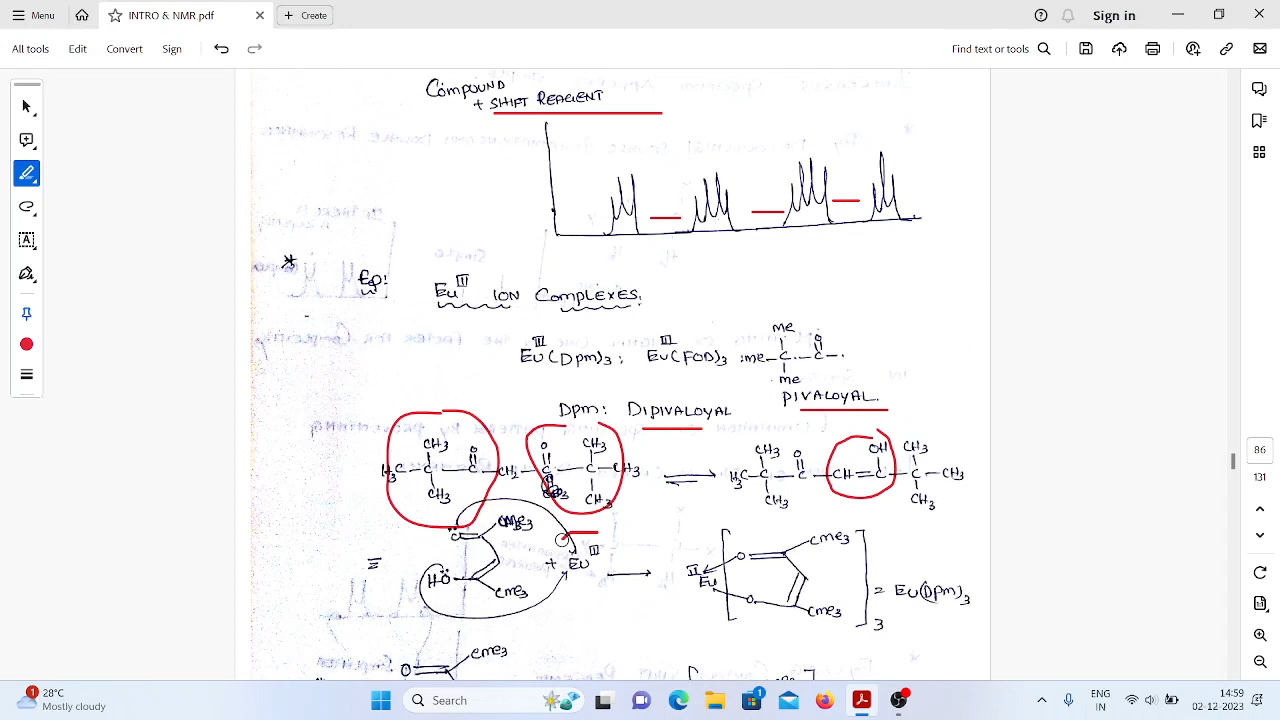 Menu
INTRO & NMR pdf
Create
Sign in
All tools Edit Convert Sign
Find text or tools
COMPOUND
+ SHIFT REAGENT
Eg:
Eu III ION COMPLEXES:
III III me O
Eu(Dpm)3; Eu(FOD)3 :me-C-C-
me
PIVALOYAL.
Dpm: DIPIVALOYAL
CH3 O O CH3 CH3 O OH CH3
H3C-C-C-CH2-C-C-CH3 H3C-C-C-CH=C-C-CH3
CH3 CH3 CH3 CH3
O CMe3
≡ HO + Eu III
CMe3
III Eu O CMe3
O CMe3 3
= Eu(Dpm)3
O CMe3
86
131
1
28°C
Mostly cloudy
Search
ENG
IN
14:59
02-12-2023